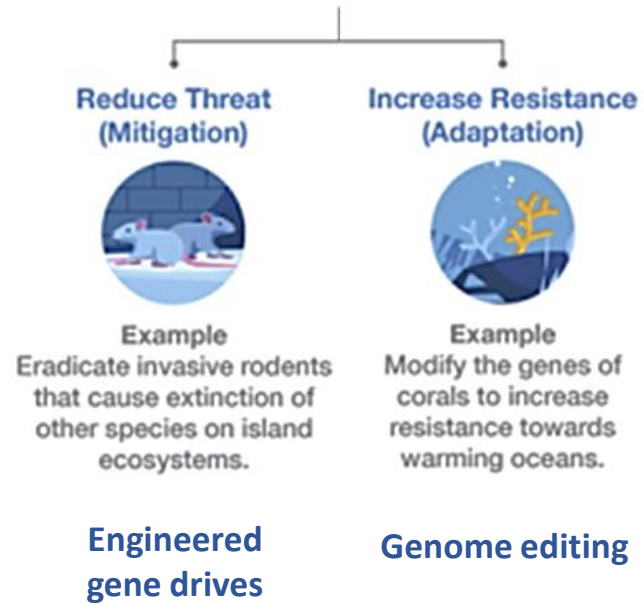 Reduce Threat
(Mitigation)
Example
Eradicate invasive rodents
that cause extinction of
other species on island
ecosystems.
Engineered
gene drives
Increase Resistance
(Adaptation)
Example
Modify the genes of
corals to increase
resistance towards
warming oceans.
Genome editing